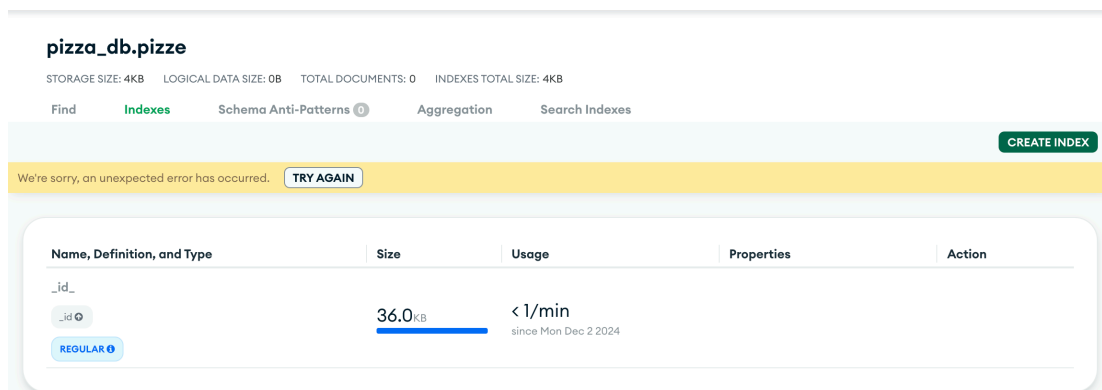 pizza_db.pizze
STORAGE SIZE: 4KB LOGICAL DATA SIZE: 0B TOTAL DOCUMENTS: 0 INDEXES TOTAL SIZE: 4KB
Find Indexes Schema Anti-Patterns 0 Aggregation Search Indexes
CREATE INDEX
We're sorry, an unexpected error has occurred. TRY AGAIN
Name, Definition, and Type Size Usage Properties Action
_id_
_id
36.0KB
< 1/min
since Mon Dec 2 2024
REGULAR